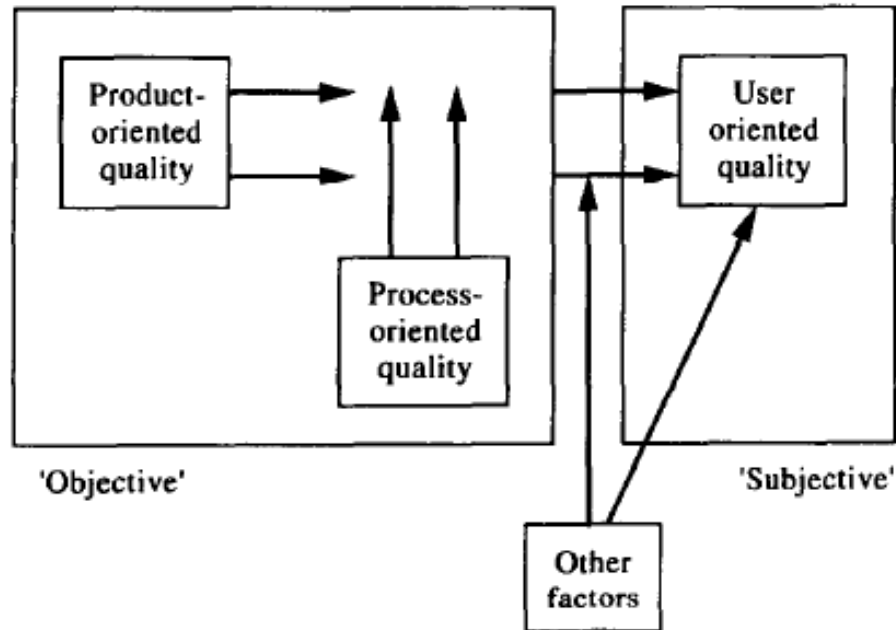 Product-
oriented
quality
User
oriented
quality
Process-
oriented
quality
'Objective'
'Subjective'
Other
factors